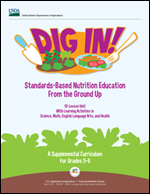 USDA
United States Department of Agriculture
DIG IN!
Standards-Based Nutrition Education
From the Ground Up
10-Lesson Unit
With Learning Activities in
Science, Math, English Language Arts, and Health
A Supplemental Curriculum
for Grades 5-6